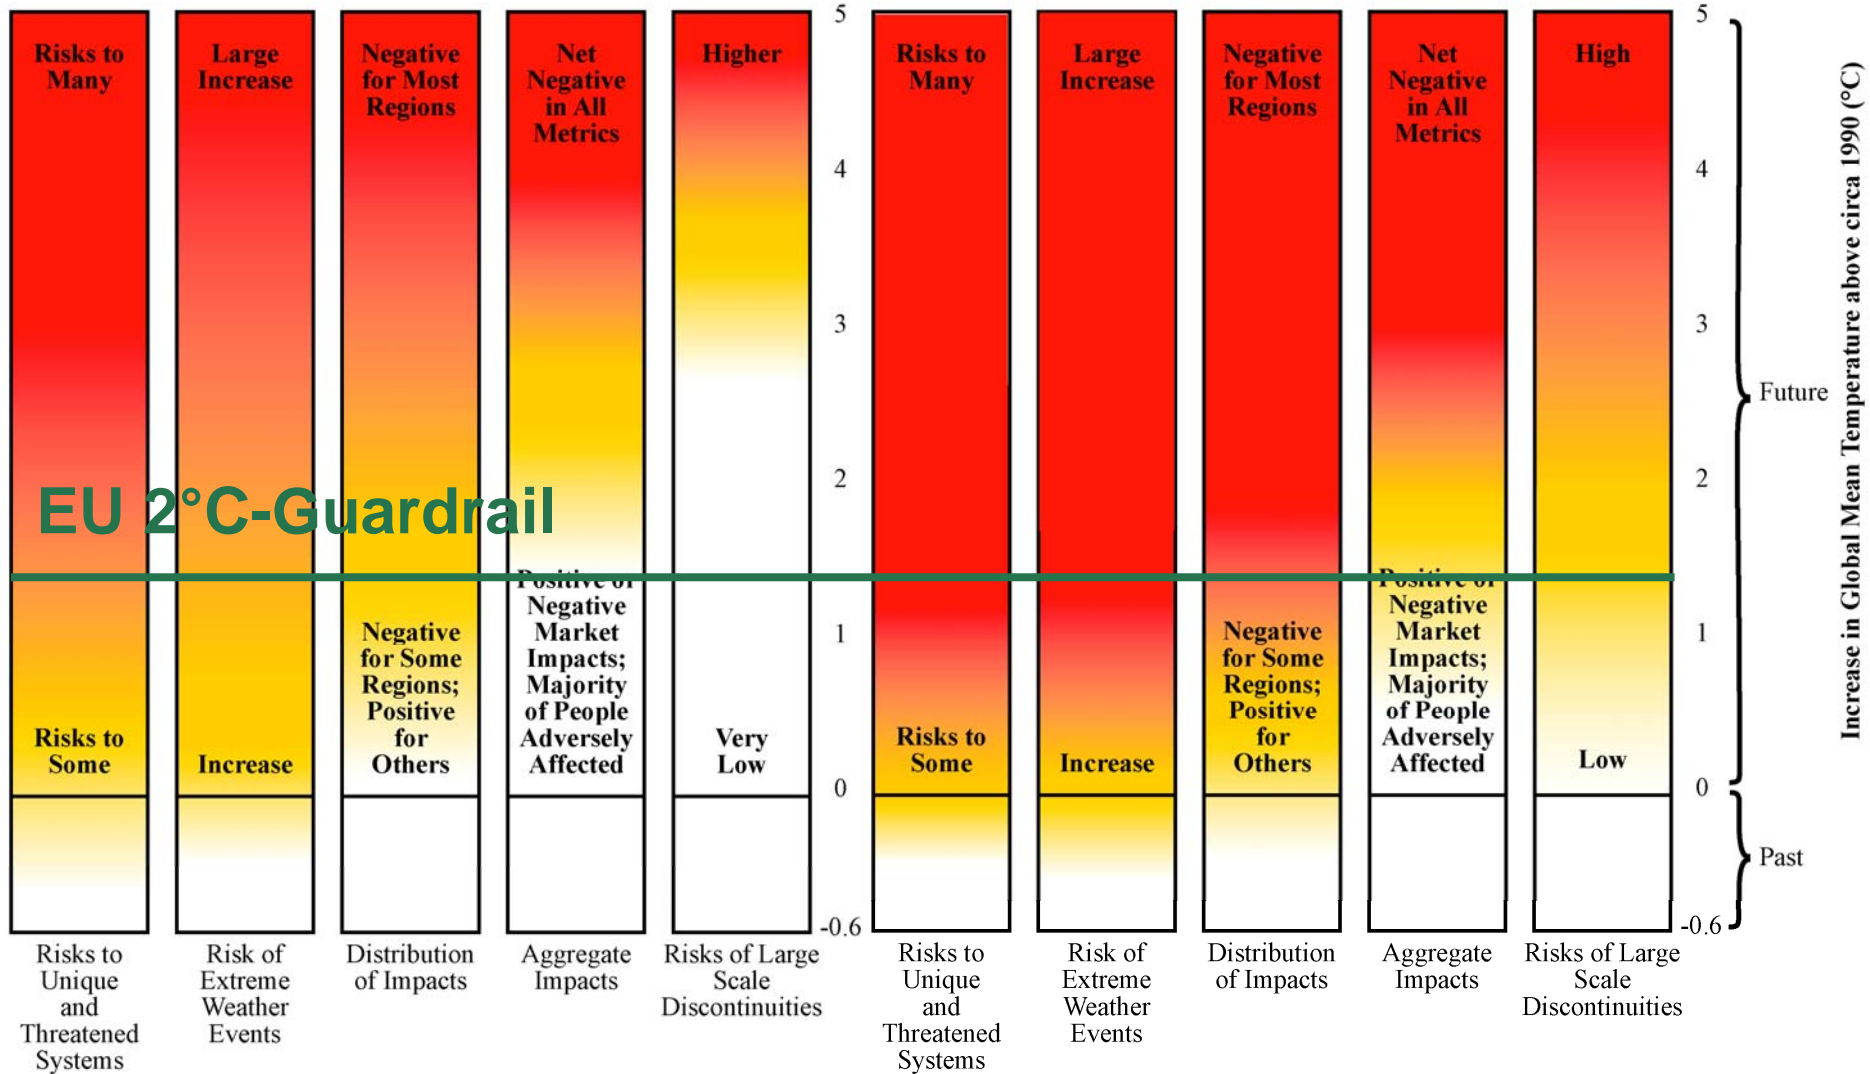 Risks to
Many
Large
Increase
Negative
for Most
Regions
Net
Negative
in All
Metrics
Higher
5
4
3
2
1
0
-0.6
EU 2°C-Guardrail
Risks to
Some
Increase
Negative
for Some
Regions;
Positive
for
Others
Positive or
Negative
Market
Impacts;
Majority
of People
Adversely
Affected
Very
Low
Risks to
Unique
and
Threatened
Systems
Risk of
Extreme
Weather
Events
Distribution
of Impacts
Aggregate
Impacts
Risks of Large
Scale
Discontinuities
Risks to
Many
Large
Increase
Negative
for Most
Regions
Net
Negative
in All
Metrics
High
5
4
3
2
1
0
-0.6
Risks to
Some
Increase
Negative
for Some
Regions;
Positive
for
Others
Positive or
Negative
Market
Impacts;
Majority
of People
Adversely
Affected
Low
Risks to
Unique
and
Threatened
Systems
Risk of
Extreme
Weather
Events
Distribution
of Impacts
Aggregate
Impacts
Risks of Large
Scale
Discontinuities
Future
Past
Increase in Global Mean Temperature above circa 1990 (°C)